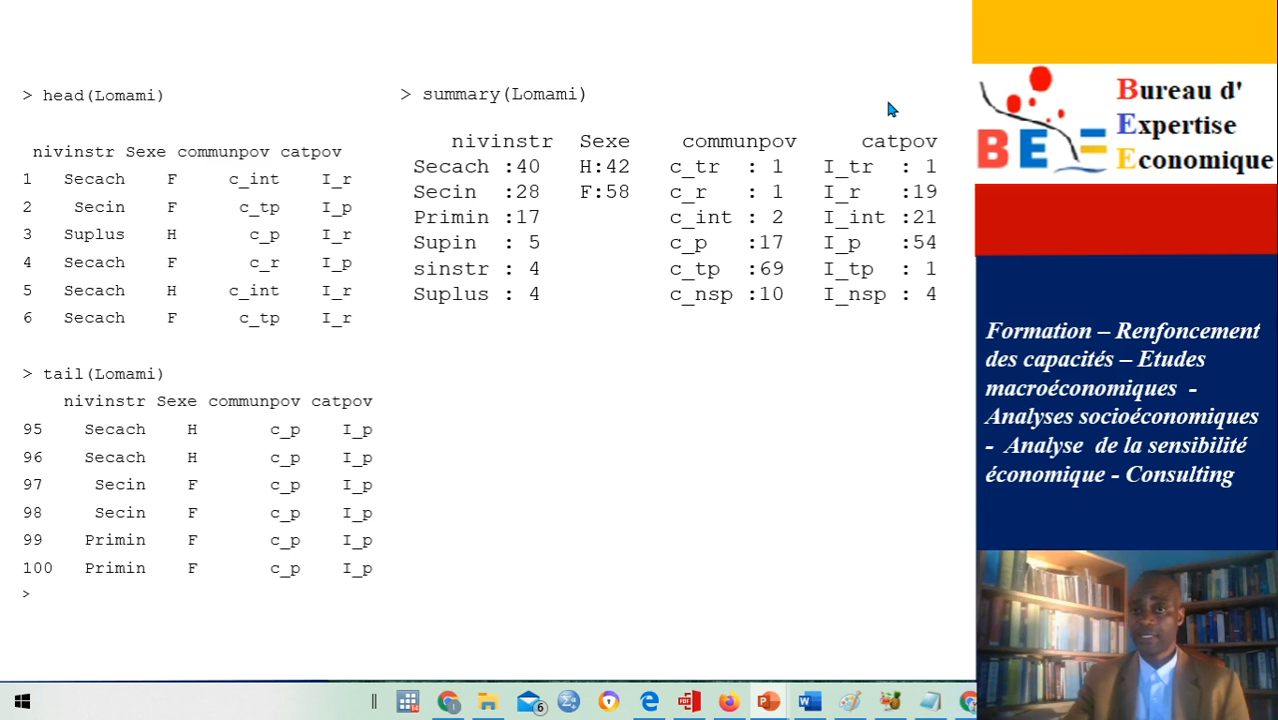 > head(Lomami)
nivinstr Sexe communpov catpov
1 Secach F c_int I_r
2 Secin F c_tp I_p
3 Suplus H c_p I_r
4 Secach F c_r I_p
5 Secach H c_int I_r
6 Secach F c_tp I_r
> tail(Lomami)
nivinstr Sexe communpov catpov
95 Secach H c_p I_p
96 Secach H c_p I_p
97 Secin F c_p I_p
98 Secin F c_p I_p
99 Primin F c_p I_p
100 Primin F c_p I_p
>
> summary(Lomami)
nivinstr Sexe communpov catpov
Secach :40 H:42 c_tr : 1 I_tr : 1
Secin :28 F:58 c_r : 1 I_r :19
Primin :17 c_int : 2 I_int :21
Supin : 5 c_p :17 I_p :54
sinstr : 4 c_tp :69 I_tp : 1
Suplus : 4 c_nsp :10 I_nsp : 4
BEE
Bureau d'
Expertise
Economique
Formation – Renfoncement
des capacités – Etudes
macroéconomiques -
Analyses socioéconomiques
- Analyse de la sensibilité
économique - Consulting